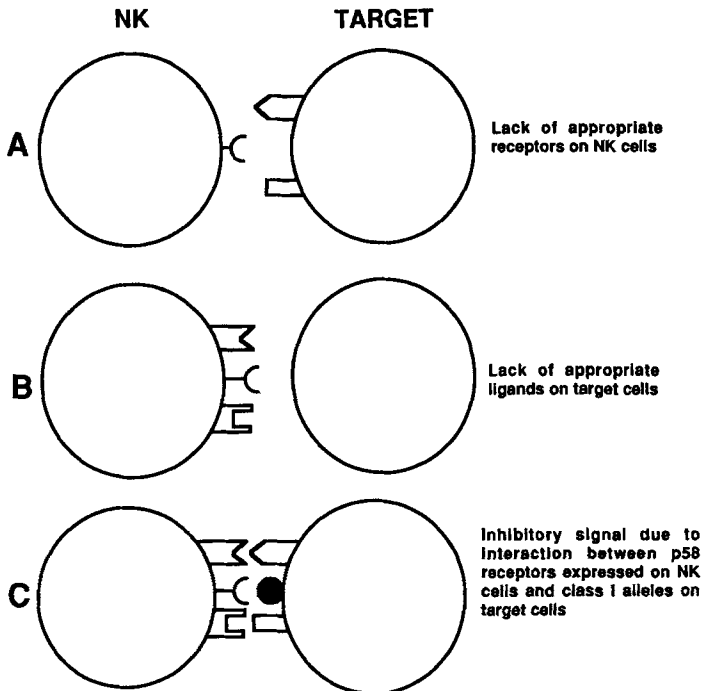 NK TARGET
A
Lack of appropriate
receptors on NK cells
B
Lack of appropriate
ligands on target cells
C
Inhibitory signal due to
interaction between p58
receptors expressed on NK
cells and class I alleles on
target cells